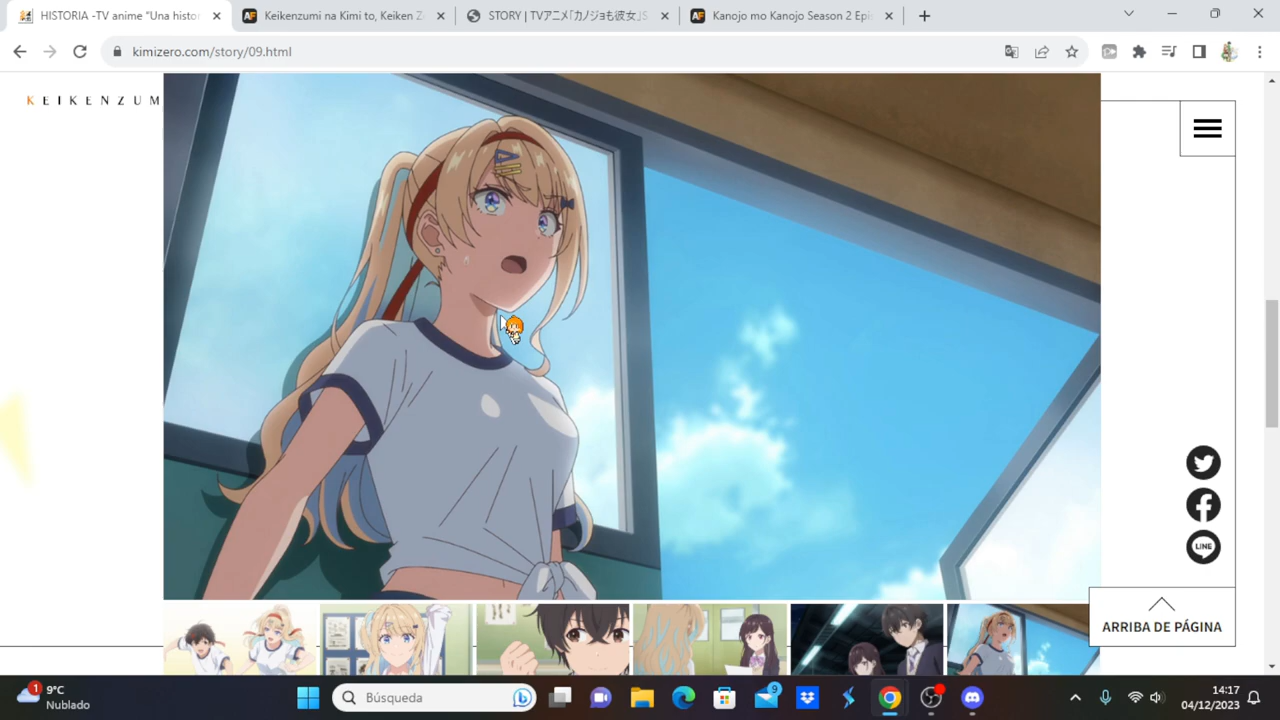 HISTORIA -TV anime "Una histor
Keikenzumi na Kimi to, Keiken Z
STORY | TVアニメ「カノジョも彼女」S
Kanojo mo Kanojo Season 2 Epi
kimizero.com/story/09.html
KEIKENZUM
LINE
ARRIBA DE PÁGINA
1
9°C
Nublado
Búsqueda
9
14:17
04/12/2023